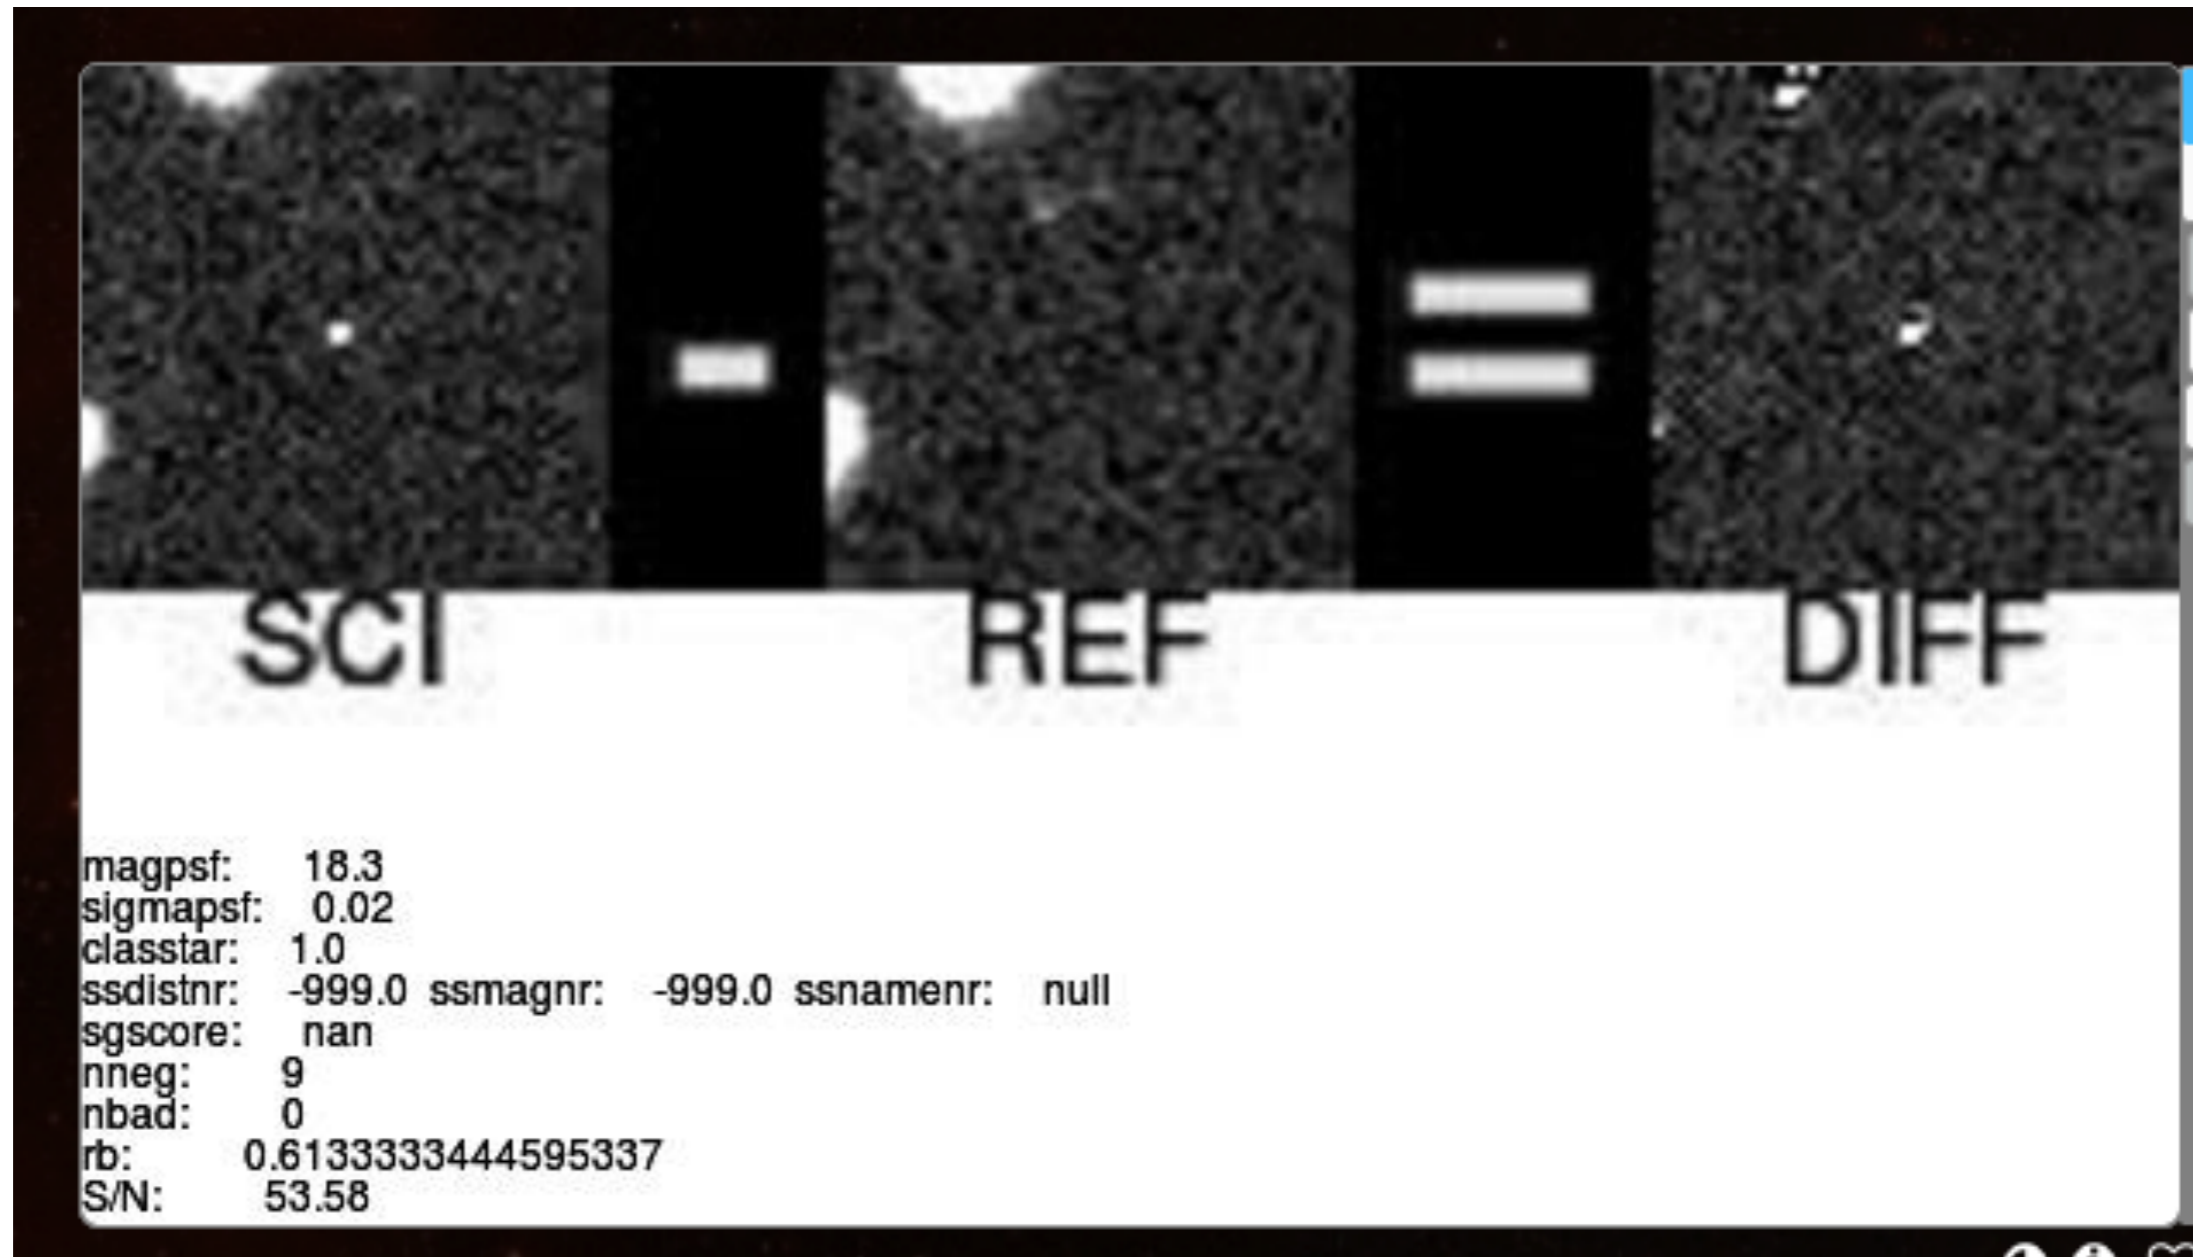 SCI REF DIFF
magpsf: 18.3
sigmapsf: 0.02
classtar: 1.0
ssdistnr: -999.0 ssmagnr: -999.0 ssnamenr: null
sgscore: nan
nneg: 9
nbad: 0
rb: 0.6133333444595337
S/N: 53.58